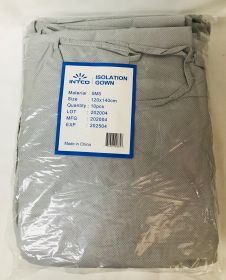 INTCO
ISOLATION
GOWN
Material : SMS
Size : 120x140cm
Quantity : 10pcs
LOT : 202004
MFG : 202004
EXP : 202504
Made in China